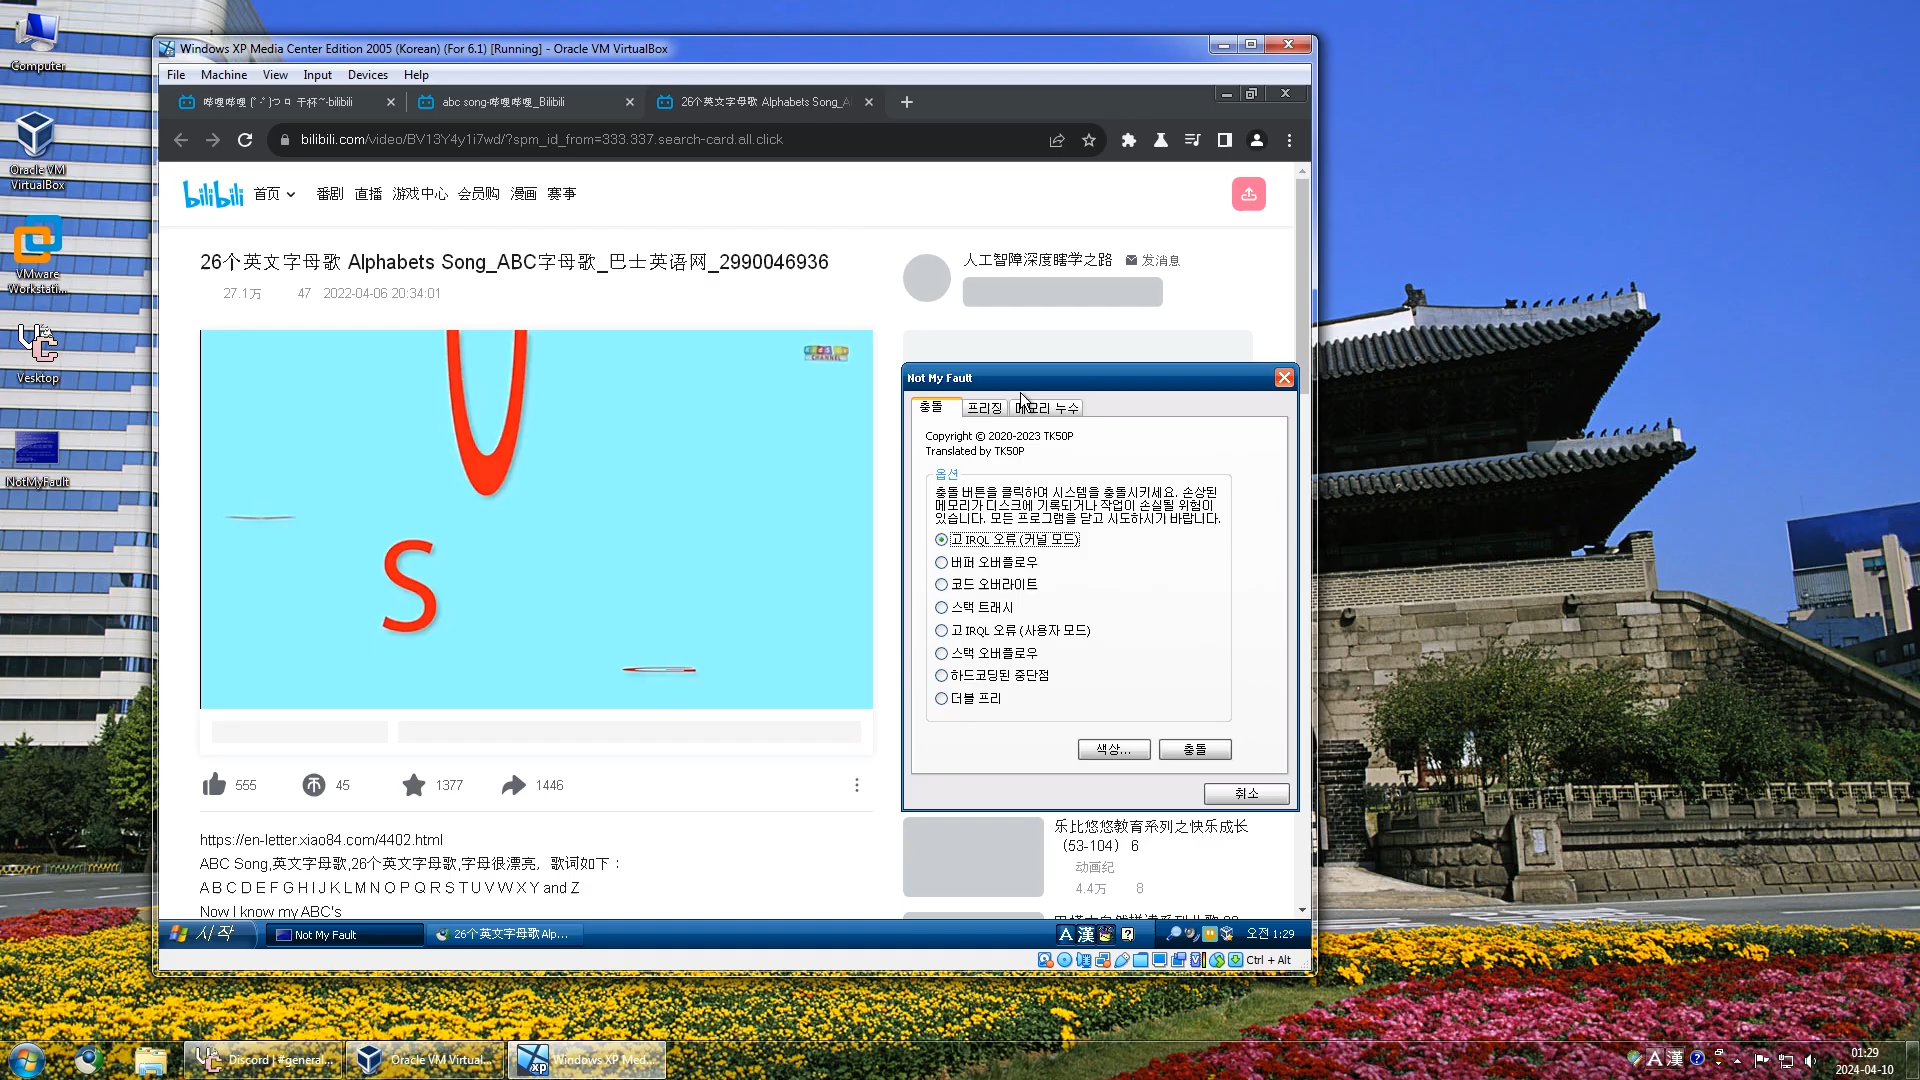 Computer
Oracle VM
VirtualBox
VMware
Workstati...
Vesktop
NotMyFault
Windows XP Media Center Edition 2005 (Korean) (For 6.1) [Running] - Oracle VM VirtualBox
File Machine View Input Devices Help
哔哩哔哩 (゜-゜)つロ 干杯~-bilibili
abc song-哔哩哔哩_Bilibili
26个英文字母歌 Alphabets Song_A
bilibili.com/video/BV13Y4y1i7wd/?spm_id_from=333.337.search-card.all.click
bilibili 首页 番剧 直播 游戏中心 会员购 漫画 赛事
26个英文字母歌 Alphabets Song_ABC字母歌_巴士英语网_2990046936
27.1万 47 2022-04-06 20:34:01
人工智障深度瞎学之路 发消息
CHANNEL
S
Not My Fault
충돌 프리징 메모리 누수
Copyright © 2020-2023 TK50P
Translated by TK50P
옵션
충돌 버튼을 클릭하여 시스템을 충돌시키세요. 손상된
메모리가 디스크에 기록되거나 작업이 손실될 위험이
있습니다. 모든 프로그램을 닫고 시도하시기 바랍니다.
고 IRQL 오류 (커널 모드)
버퍼 오버플로우
코드 오버라이트
스택 트래시
고 IRQL 오류 (사용자 모드)
스택 오버플로우
하드코딩된 중단점
더블 프리
색상... 충돌
취소
555 45 1377 1446
https://en-letter.xiao84.com/4402.html
ABC Song,英文字母歌,26个英文字母歌,字母很漂亮，歌词如下：
A B C D E F G H I J K L M N O P Q R S T U V W X Y and Z
Now I know my ABC's
乐比悠悠教育系列之快乐成长
（53-104） 6
动画纪
4.4万 8
시작 Not My Fault 26个英文字母歌 Alp... A 漢 오전 1:29
Ctrl + Alt
Discord | #general... Oracle VM Virtual... Windows XP Med... A 漢
01:29
2024-04-10